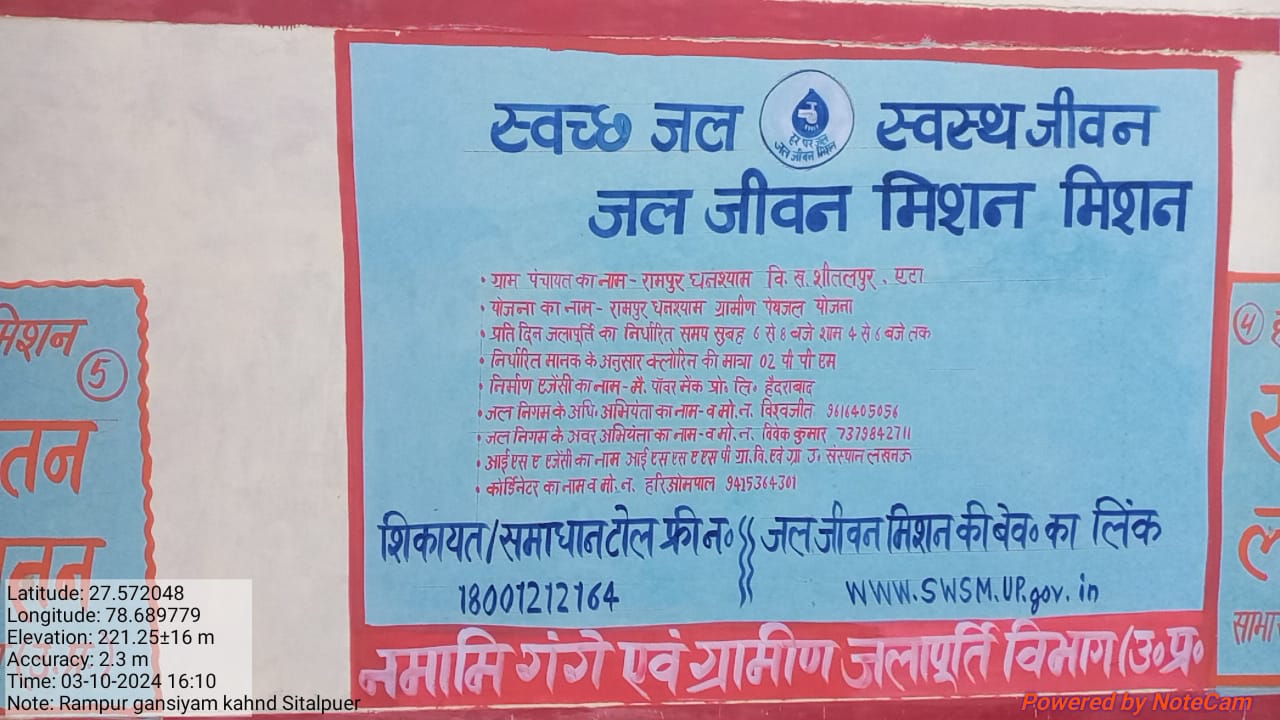 स्वच्छ जल स्वस्थ जीवन
हर घर जल
जल जीवन मिशन
जल जीवन मिशन मिशन
• ग्राम पंचायत का नाम - रामपुर घनश्याम वि. ख. शीतलपुर, एटा
• योजना का नाम - रामपुर घनश्याम ग्रामीण पेयजल योजना
• प्रति दिन जलापूर्ति का निर्धारित समय सुबह 6 से 8 बजे शाम 4 से 6 बजे तक
• निर्धारित मानक के अनुसार क्लोरिन की मात्रा 02 पी पी एम
• निर्माण एजेंसी का नाम - मै. पॉवर मैक प्रो. लि. हैदराबाद
• जल निगम के अधि. अभियंता का नाम - व मो. न. विश्वजीत 9616405056
• जल निगम के अवर अभियंता का नाम - व मो. न. विवेक कुमार 7379842711
• आई एस ए एजेंसी का नाम आई एस एस ए एस पी ग्रा. वि. एवं ग्रा उ. संस्थान लखनऊ
• कोर्डिनेटर का नाम व मो. न. हरिओमपाल 9415364301
शिकायत/समाधान टोल फ्री न॰ जल जीवन मिशन की बेव॰ का लिंक
18001212164 WWW.SWSM.UP.gov.in
नमामि गंगे एवं ग्रामीण जलापूर्ति विभाग (उ॰प्र॰
मिशन
5
तन
4
Latitude: 27.572048
Longitude: 78.689779
Elevation: 221.25±16 m
Accuracy: 2.3 m
Time: 03-10-2024 16:10
Note: Rampur gansiyam kahnd Sitalpuer
Powered by NoteCam